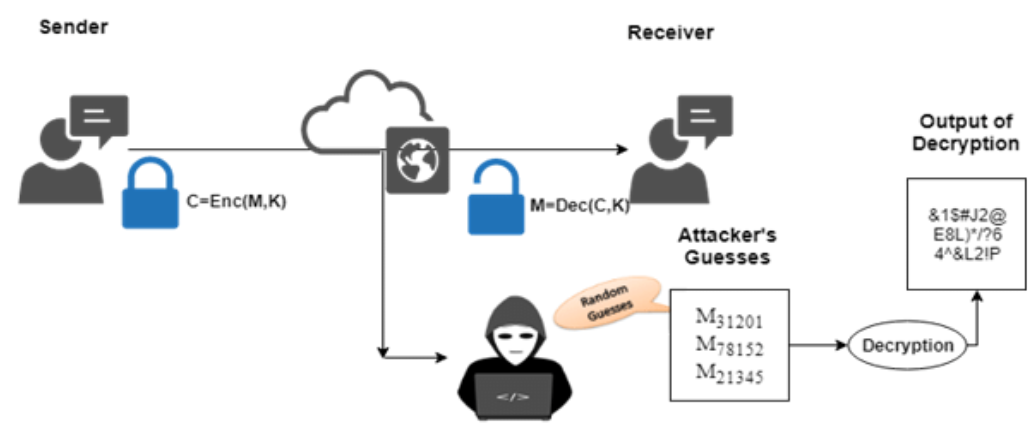 Sender
Receiver
C=Enc(M,K)
M=Dec(C,K)
Output of
Decryption
&1$#J2@
E8L)*/?6
4^&L2!P
Attacker's
Guesses
Random
Guesses
M31201
M78152
M21345
Decryption
</>